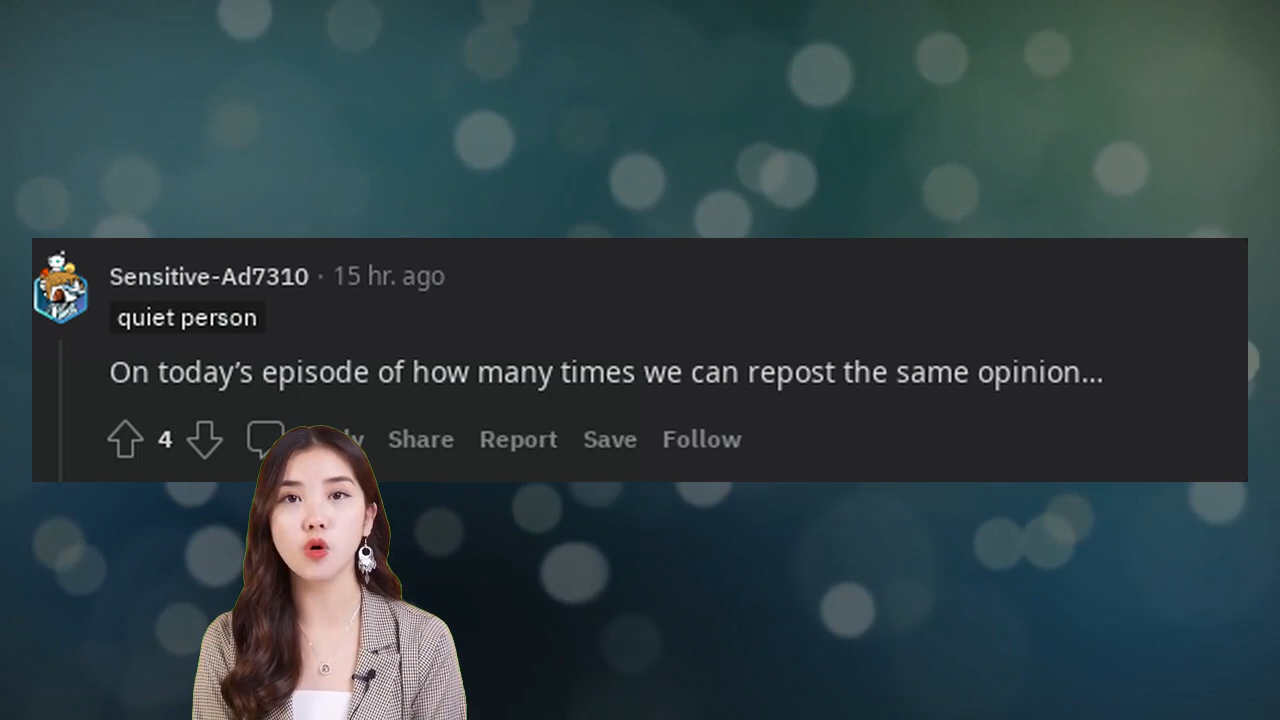 Sensitive-Ad7310 · 15 hr. ago
quiet person
On today’s episode of how many times we can repost the same opinion...
4 Share Report Save Follow